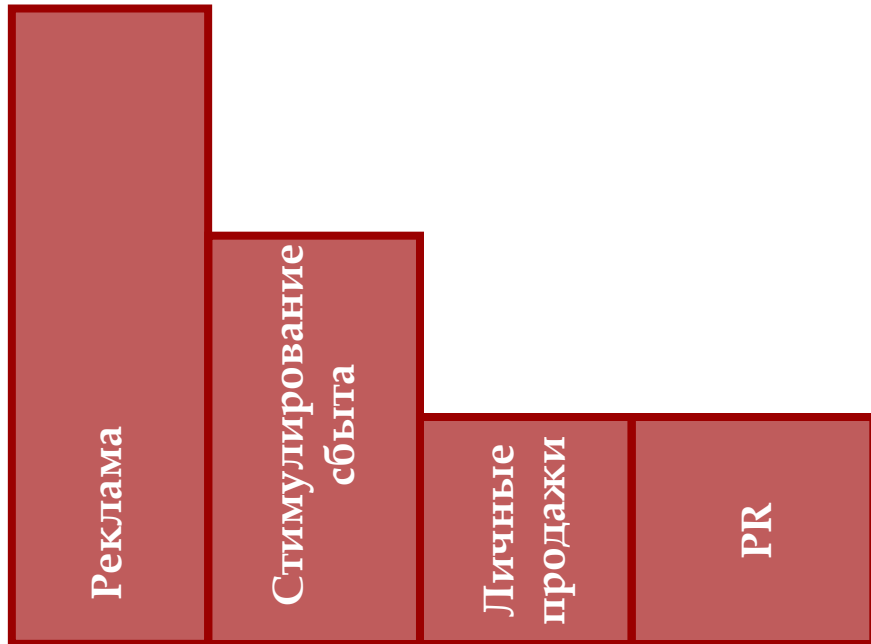 Реклама
Стимулирование
сбыта
Личные
продажи
PR